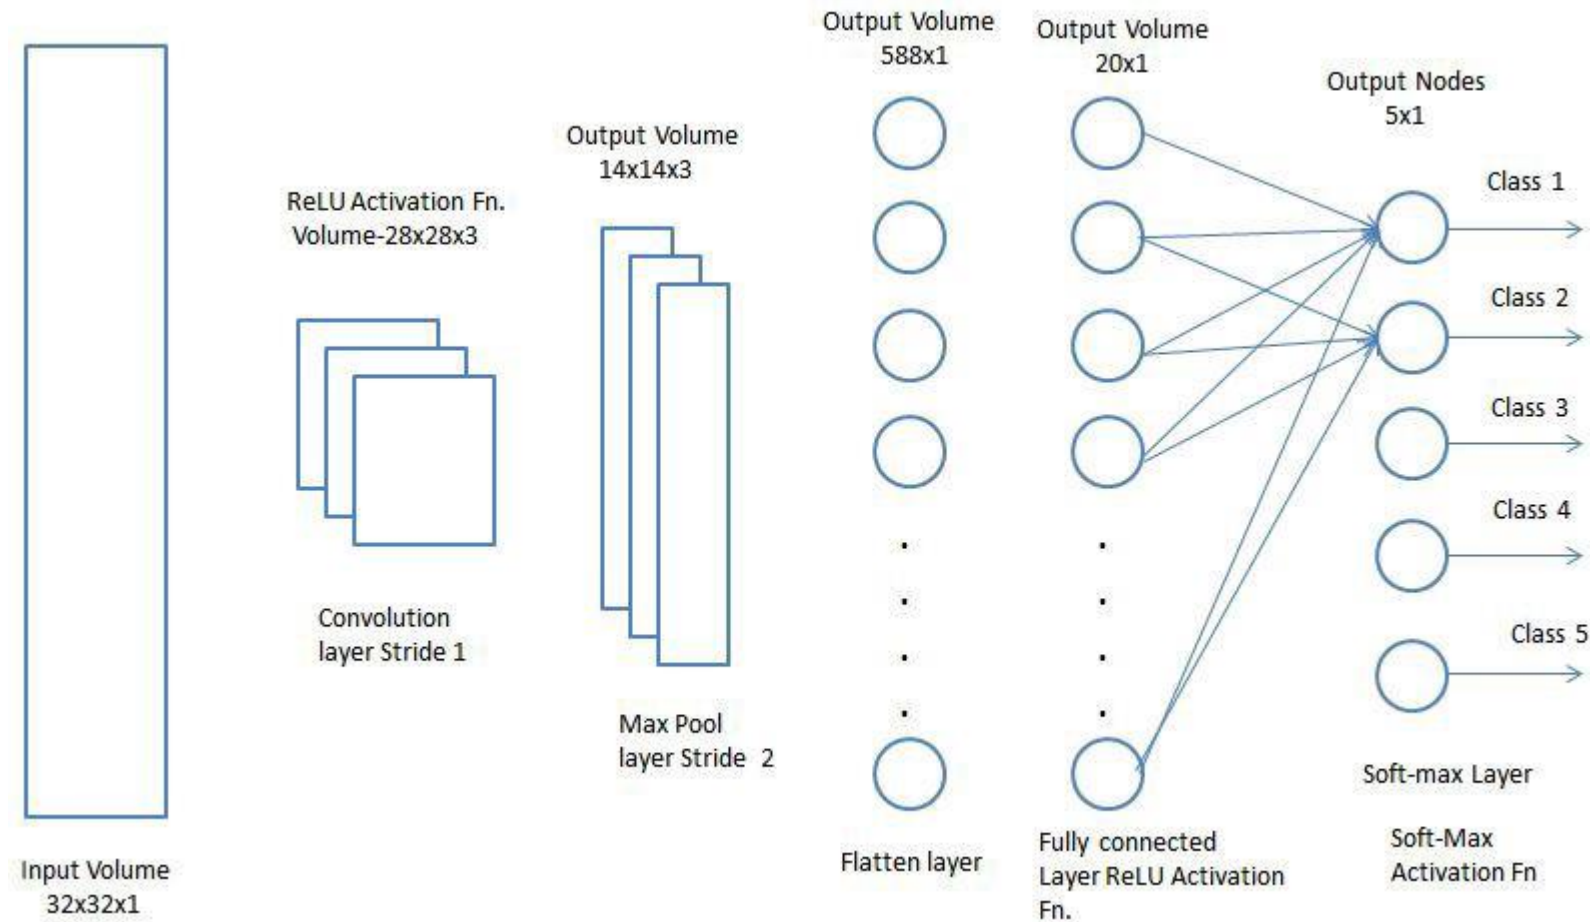 Input Volume
32x32x1
ReLU Activation Fn.
Volume-28x28x3
Convolution
layer Stride 1
Output Volume
14x14x3
Max Pool
layer Stride 2
Output Volume
588x1
Flatten layer
Output Volume
20x1
Fully connected
Layer ReLU Activation
Fn.
Output Nodes
5x1
Class 1
Class 2
Class 3
Class 4
Class 5
Soft-max Layer
Soft-Max
Activation Fn